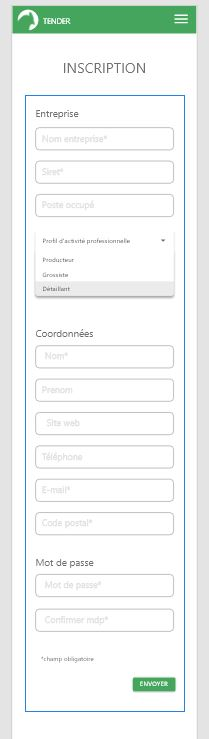 TENDER
INSCRIPTION
Entreprise
Nom entreprise*
Siret*
Poste occupé
Profil d'activité professionnelle
Producteur
Grossiste
Détaillant
Coordonnées
Nom*
Prenom
Site web
Téléphone
E-mail*
Code postal*
Mot de passe
Mot de passe*
Confirmer mdp*
*champ obligatoire
ENVOYER